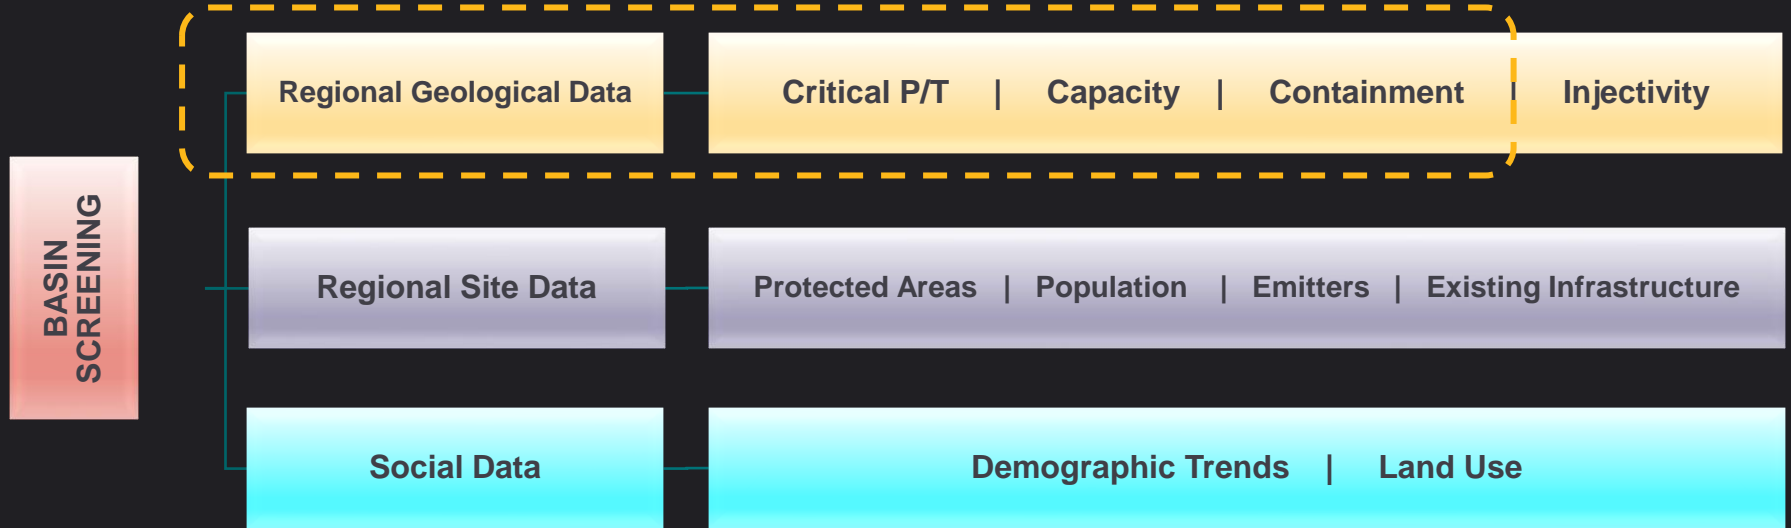 BASIN
SCREENING
Regional Geological Data
Critical P/T | Capacity | Containment | Injectivity
Regional Site Data
Protected Areas | Population | Emitters | Existing Infrastructure
Social Data
Demographic Trends | Land Use